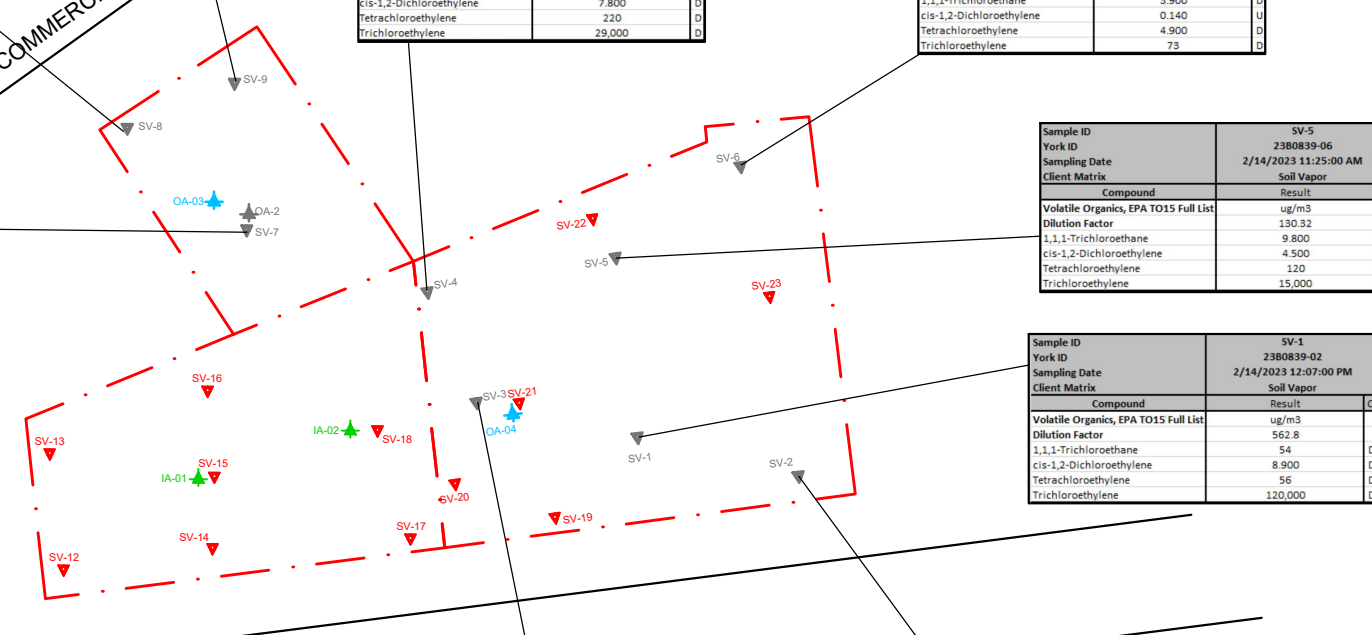 COMMERC
cis-1,2-Dichloroethylene 7.800 D
Tetrachloroethylene 220 D
Trichloroethylene 29,000 D
cis-1,2-Dichloroethylene 0.140 U
Tetrachloroethylene 4.900 D
Trichloroethylene 73 D
SV-9
SV-8
OA-03
OA-2
SV-7
SV-6
SV-22
SV-5
SV-4
SV-23
Sample ID SV-5
York ID 23B0839-06
Sampling Date 2/14/2023 11:25:00 AM
Client Matrix Soil Vapor
Compound Result
Volatile Organics, EPA TO15 Full List ug/m3
Dilution Factor 130.32
1,1,1-Trichloroethane 9.800
cis-1,2-Dichloroethylene 4.500
Tetrachloroethylene 120
Trichloroethylene 15,000
SV-16
SV-3
SV-21
OA-04
IA-02
SV-18
SV-13
SV-15
IA-01
SV-1
SV-2
SV-20
SV-19
SV-17
SV-14
SV-12
Sample ID SV-1
York ID 23B0839-02
Sampling Date 2/14/2023 12:07:00 PM
Client Matrix Soil Vapor
Compound Result
Volatile Organics, EPA TO15 Full List ug/m3
Dilution Factor 562.8
1,1,1-Trichloroethane 54 D
cis-1,2-Dichloroethylene 8.900 D
Tetrachloroethylene 56 D
Trichloroethylene 120,000 D